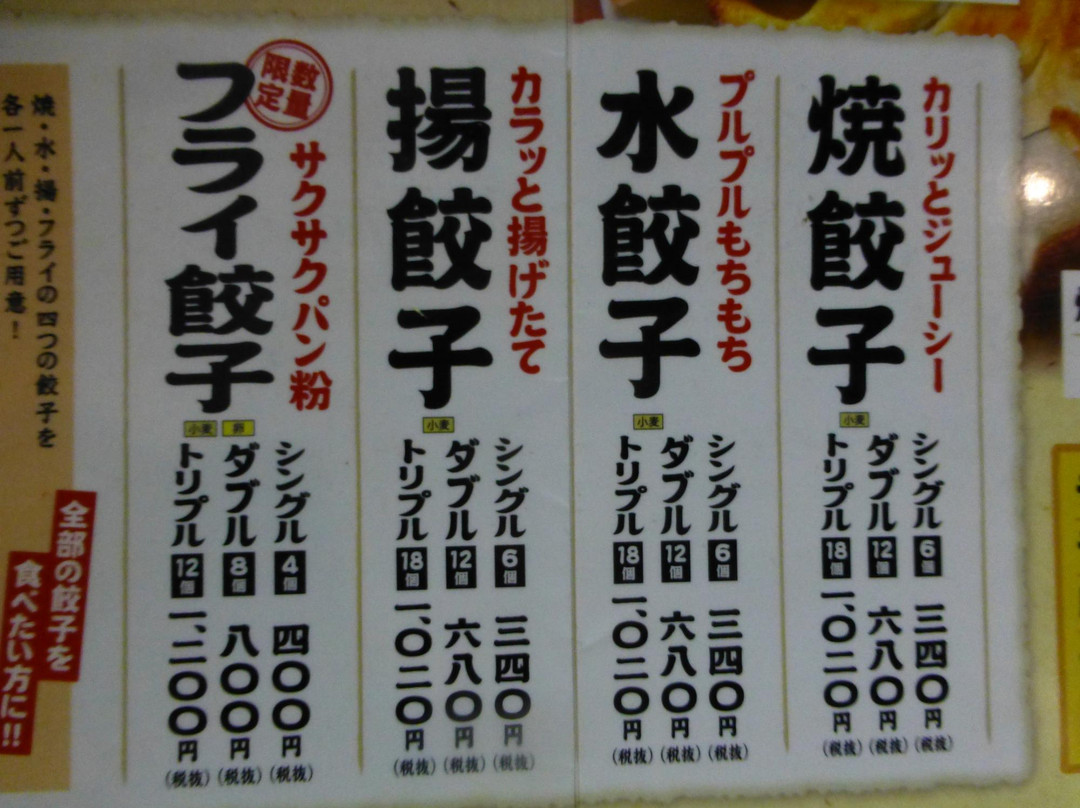 カリッとジューシー
焼餃子
小麦
シングル 6個 三四〇円(税抜)
ダブル 12個 六八〇円(税抜)
トリプル 18個 一、〇二〇円(税抜)
プルプルもちもち
水餃子
小麦
シングル 6個 三四〇円(税抜)
ダブル 12個 六八〇円(税抜)
トリプル 18個 一、〇二〇円(税抜)
カラッと揚げたて
揚餃子
小麦
シングル 6個 三四〇円(税抜)
ダブル 12個 六八〇円(税抜)
トリプル 18個 一、〇二〇円(税抜)
数量限定
サクサクパン粉
フライ餃子
小麦 卵
シングル 4個 四〇〇円(税抜)
ダブル 8個 八〇〇円(税抜)
トリプル 12個 一、二〇〇円(税抜)
焼・水・揚・フライの四つの餃子を
各一人前ずつご用意!
全部の餃子を
食べたい方に!!